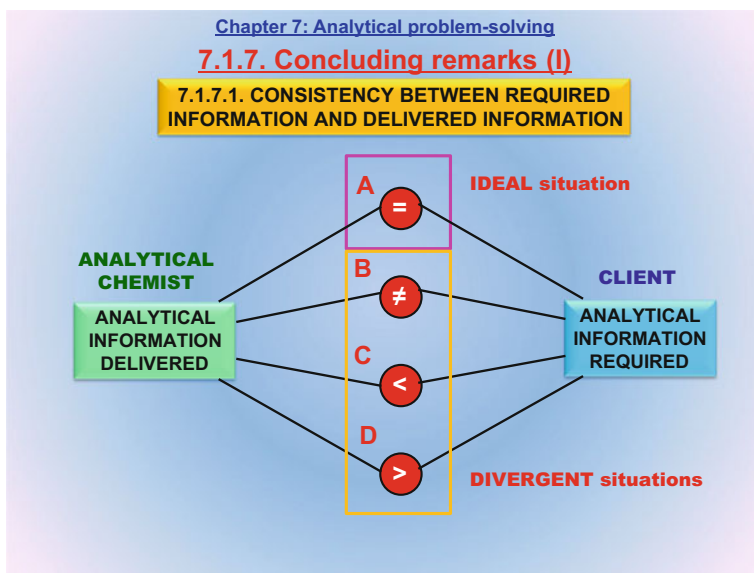 Chapter 7: Analytical problem-solving
7.1.7. Concluding remarks (I)
7.1.7.1. CONSISTENCY BETWEEN REQUIRED
INFORMATION AND DELIVERED INFORMATION
A
IDEAL situation
=
ANALYTICAL
CHEMIST
ANALYTICAL
INFORMATION
DELIVERED
B
≠
C
<
D
>
CLIENT
ANALYTICAL
INFORMATION
REQUIRED
DIVERGENT situations